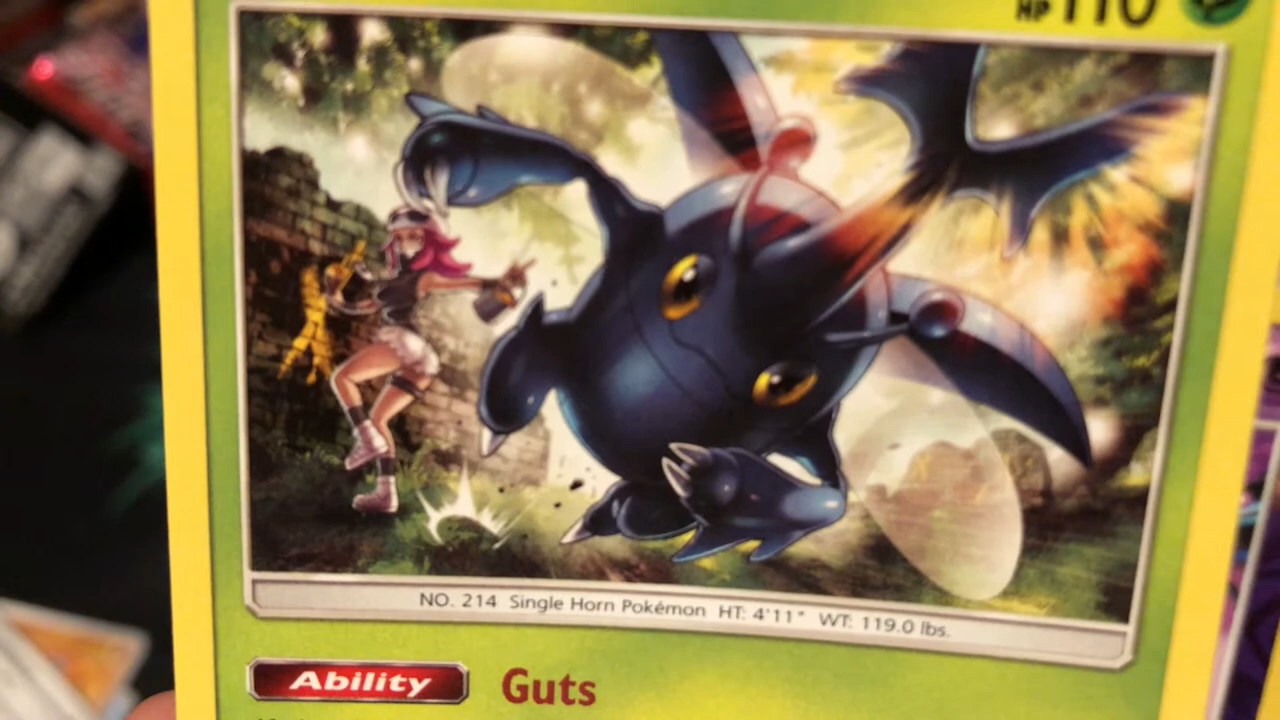 HP 110
NO. 214 Single Horn Pokémon HT: 4'11" WT: 119.0 lbs.
Ability Guts